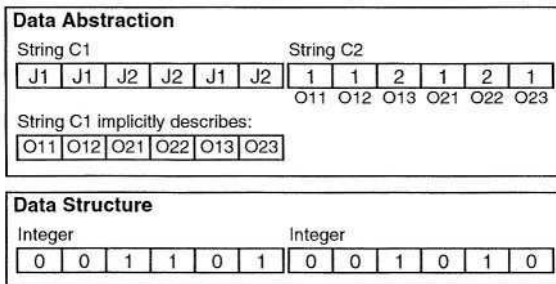 Data Abstraction
String C1 String C2
J1 J1 J2 J2 J1 J2 1 1 2 1 2 1
O11 O12 O13 O21 O22 O23
String C1 implicitly describes:
O11 O12 O21 O22 O13 O23
Data Structure
Integer Integer
0 0 1 1 0 1 0 0 1 0 1 0